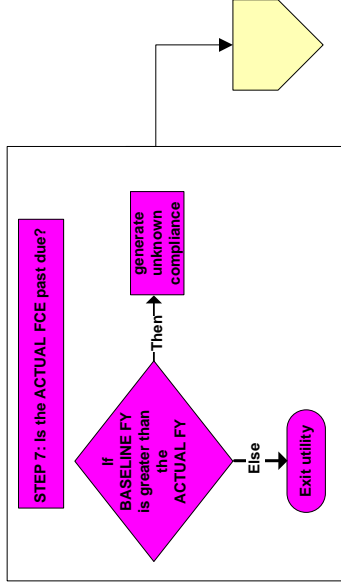 STEP 7: Is the ACTUAL FCE past due?
If
BASELINE FY
is greater than
the
ACTUAL FY
Then
generate
unknown
compliance
Else
Exit utility